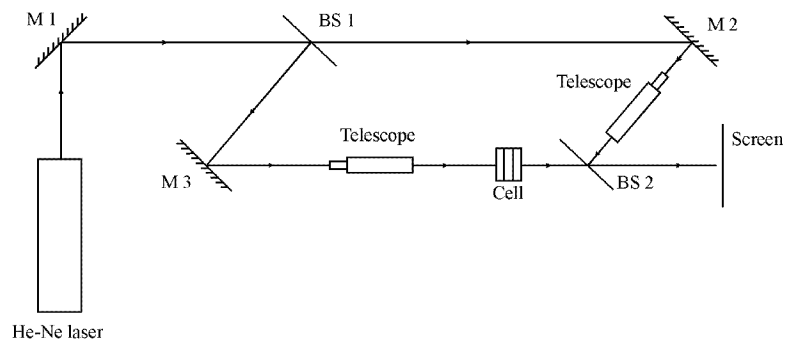 M 1
BS 1
M 2
Telescope
Telescope
Screen
M 3
Cell
BS 2
He-Ne laser